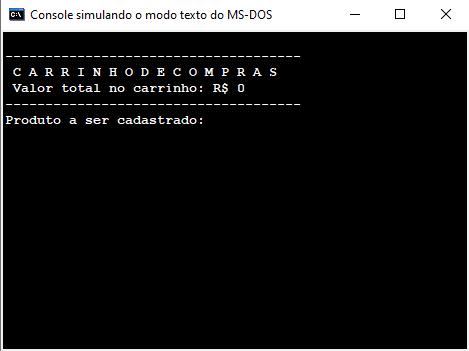 Console simulando o modo texto do MS-DOS
-------------------------------------
C A R R I N H O D E C O M P R A S
Valor total no carrinho: R$ 0
-------------------------------------
Produto a ser cadastrado: